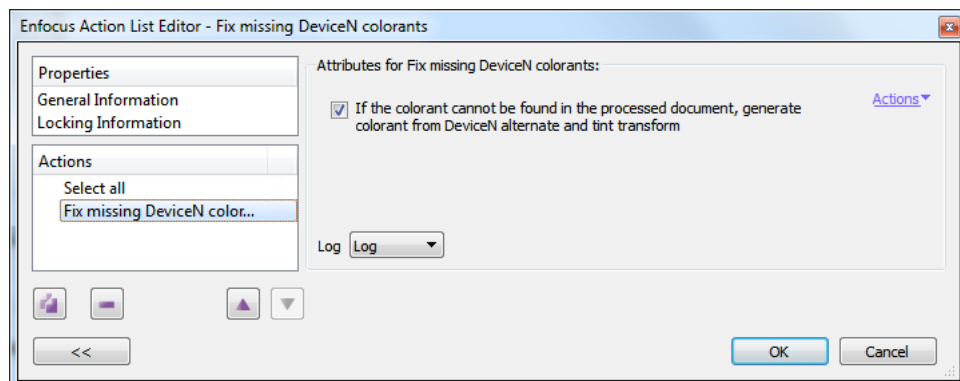 Enfocus Action List Editor - Fix missing DeviceN colorants
Properties
General Information
Locking Information
Actions
Select all
Fix missing DeviceN color...
Attributes for Fix missing DeviceN colorants:
If the colorant cannot be found in the processed document, generate
colorant from DeviceN alternate and tint transform
Actions
Log Log
<<
OK Cancel